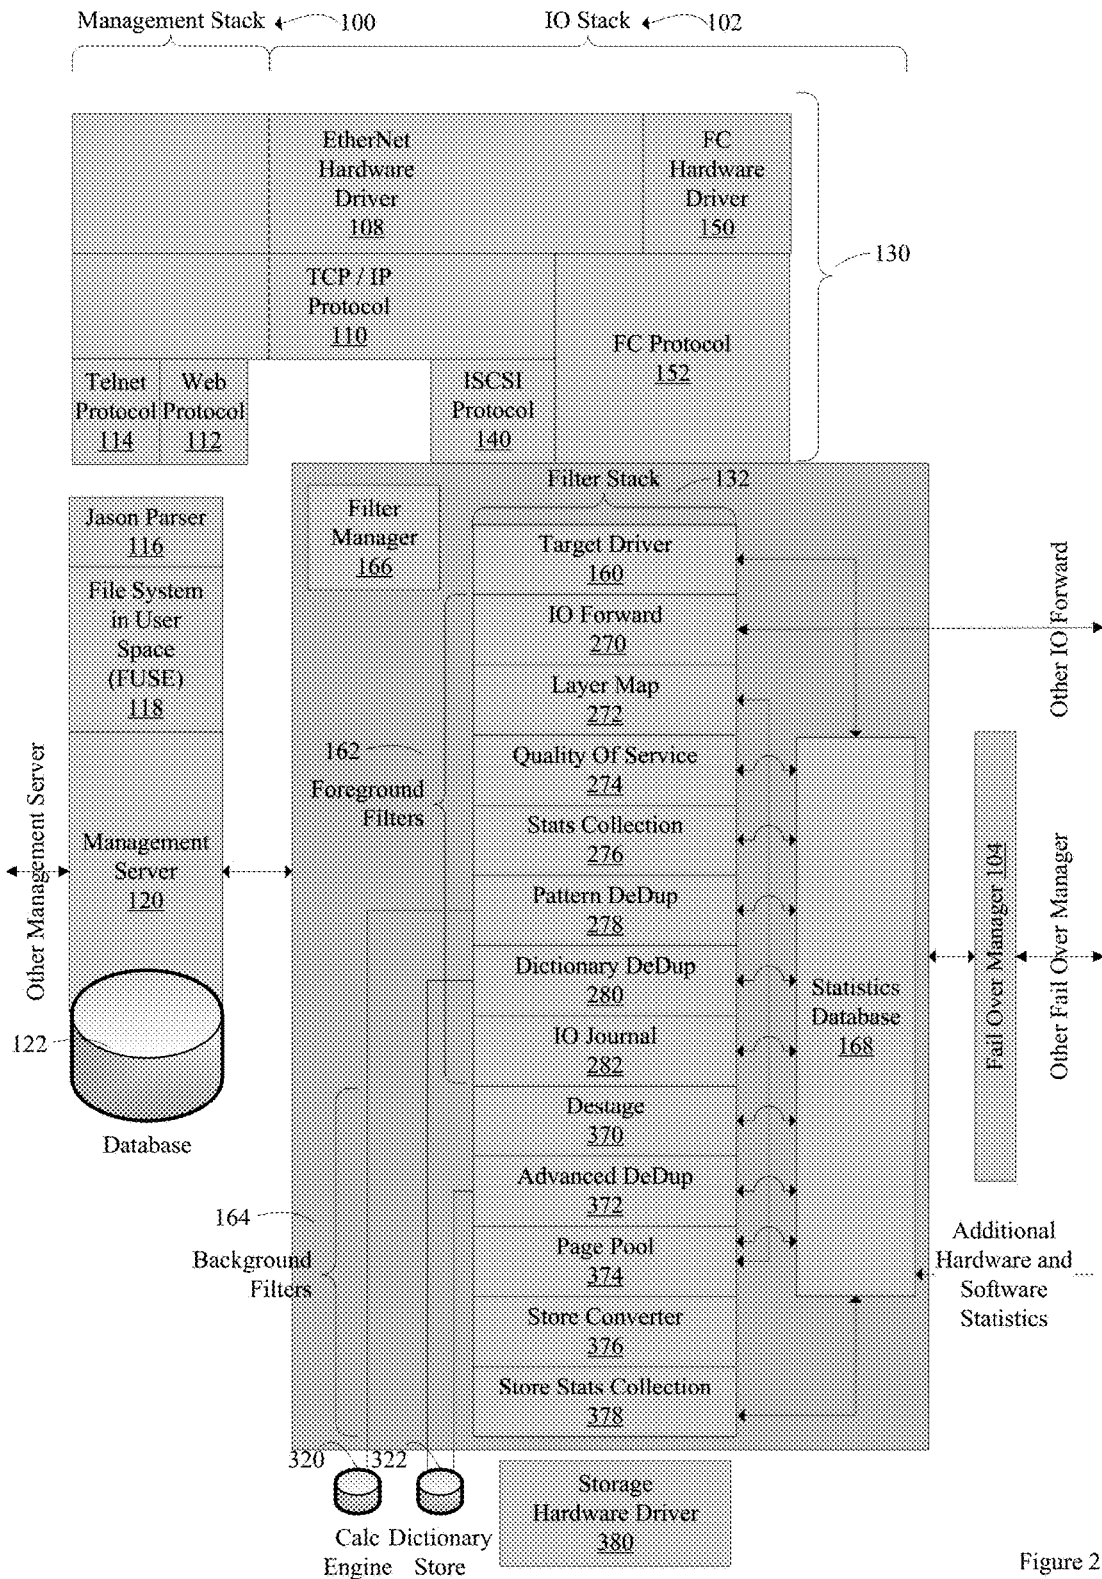 Management Stack 100
IO Stack 102
EtherNet
Hardware
Driver
108
FC
Hardware
Driver
150
130
TCP / IP
Protocol
110
FC Protocol
152
Telnet
Protocol
114
Web
Protocol
112
ISCSI
Protocol
140
Filter Stack
132
Filter
Manager
166
Jason Parser
116
File System
in User
Space
(FUSE)
118
Management
Server
120
Other Management Server
122
Database
Target Driver
160
IO Forward
270
Layer Map
272
Quality Of Service
274
Stats Collection
276
Pattern DeDup
278
Dictionary DeDup
280
IO Journal
282
Destage
370
Advanced DeDup
372
Page Pool
374
Store Converter
376
Store Stats Collection
378
162
Foreground
Filters
164
Background
Filters
Statistics
Database
168
Fail Over Manager 104
Other IO Forward
Other Fail Over Manager
Additional
Hardware and
Software
Statistics
320
322
Calc
Engine
Dictionary
Store
Storage
Hardware Driver
380
Figure 2